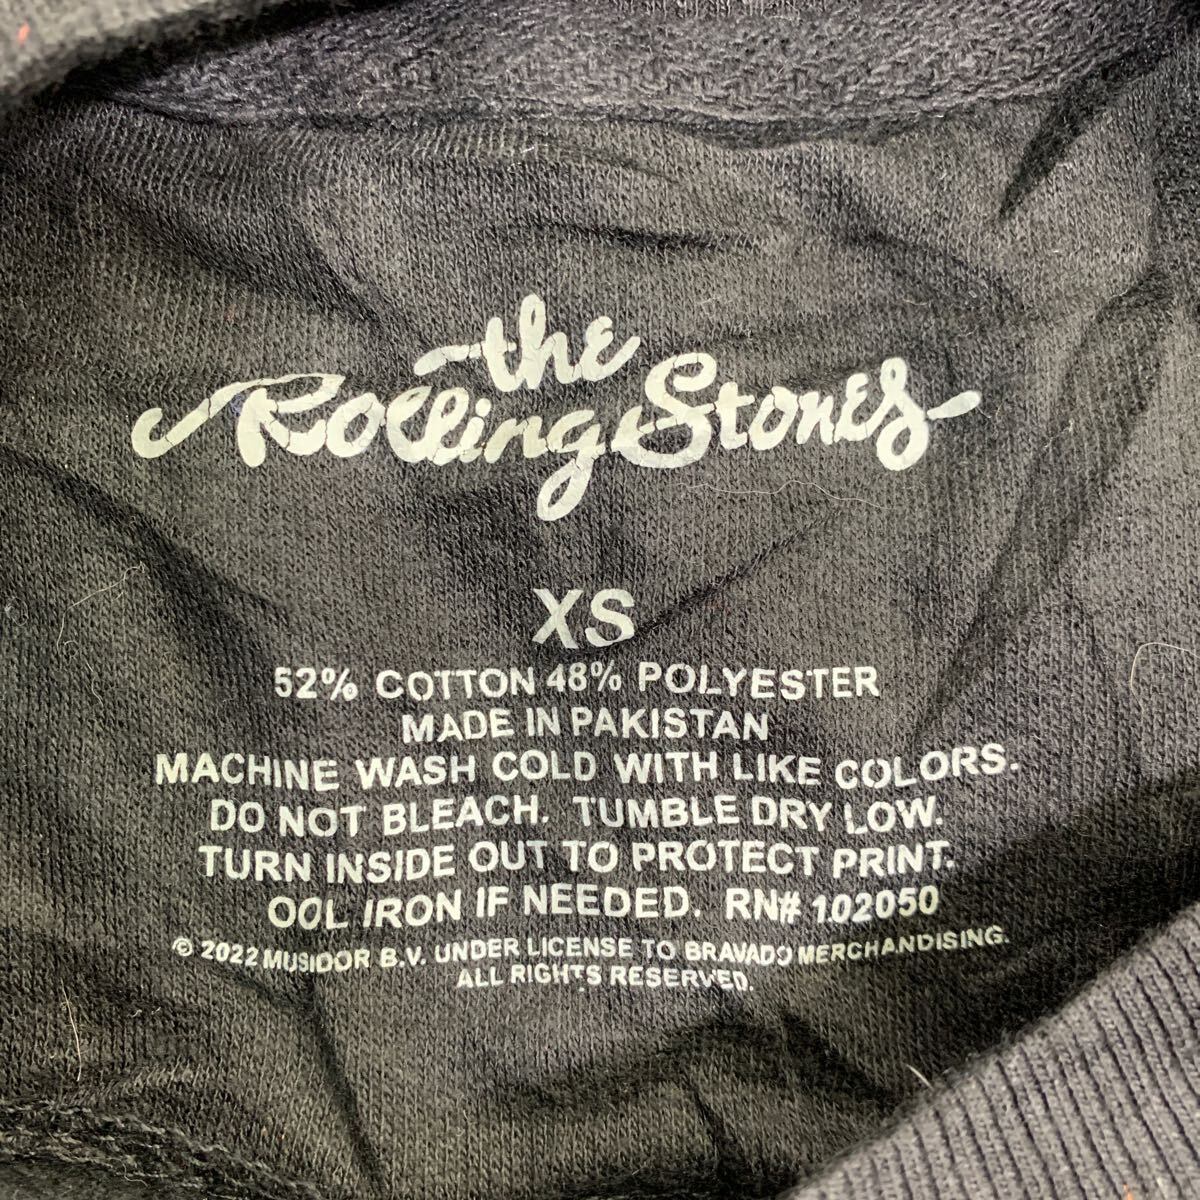 the
Rolling Stones
XS
52% COTTON 48% POLYESTER
MADE IN PAKISTAN
MACHINE WASH COLD WITH LIKE COLORS.
DO NOT BLEACH. TUMBLE DRY LOW.
TURN INSIDE OUT TO PROTECT PRINT.
OOL IRON IF NEEDED. RN# 102050
© 2022 MUSIDOR B.V. UNDER LICENSE TO BRAVADO MERCHANDISING.
ALL RIGHTS RESERVED.